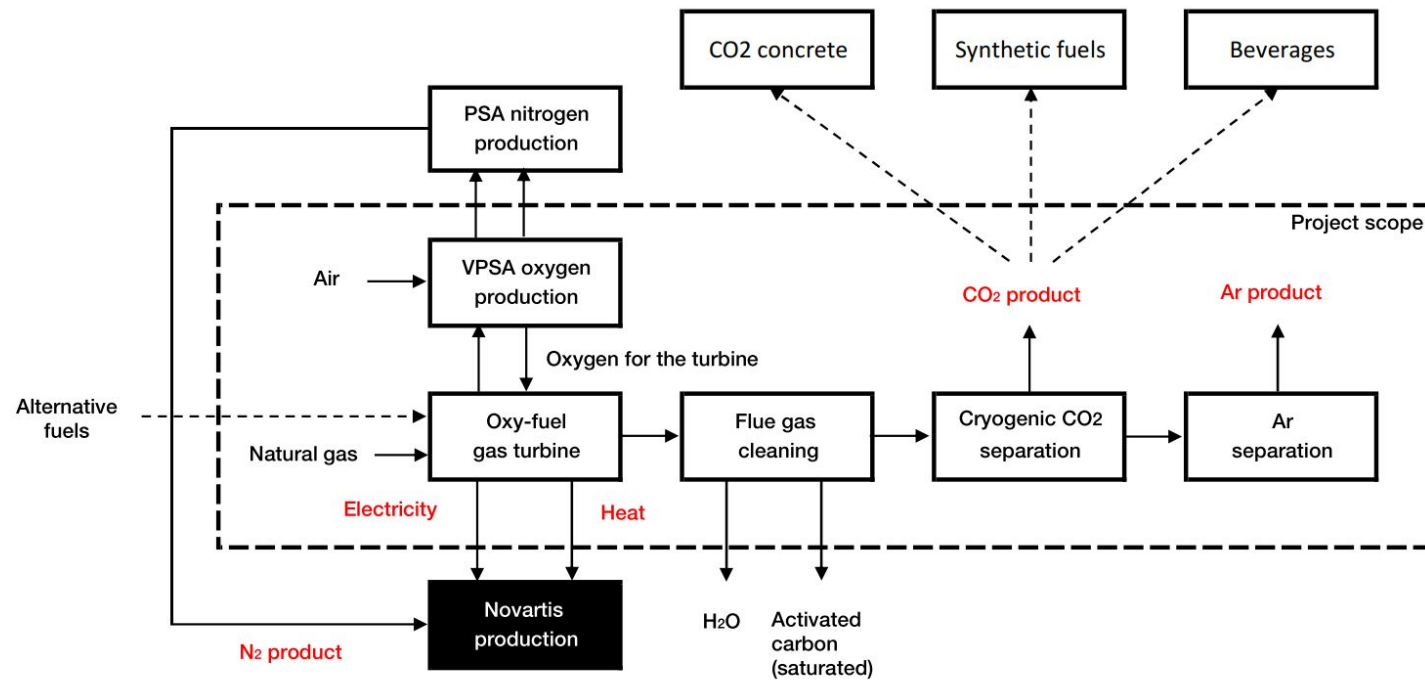 CO2 concrete
Synthetic fuels
Beverages
PSA nitrogen
production
Project scope
VPSA oxygen
production
Air
CO₂ product
Ar product
Oxygen for the turbine
Alternative
fuels
Oxy-fuel
gas turbine
Flue gas
cleaning
Cryogenic CO2
separation
Ar
separation
Natural gas
Electricity
Heat
Novartis
production
H₂O
Activated
carbon
(saturated)
N₂ product